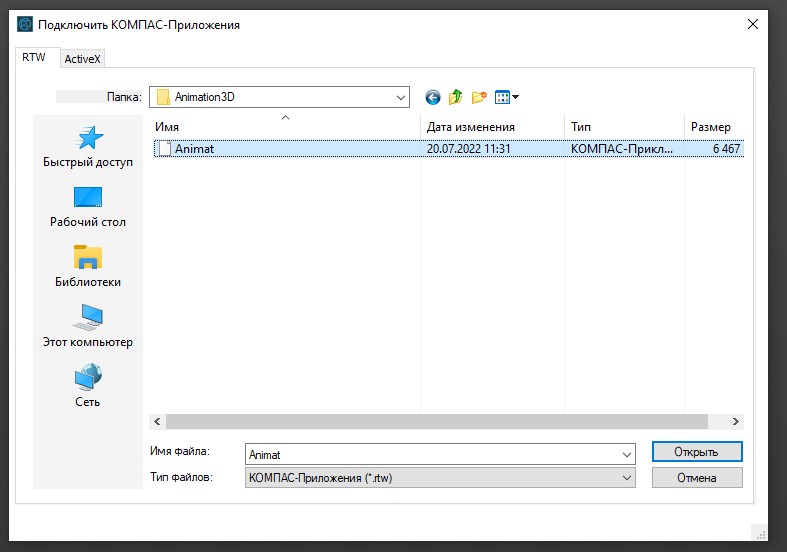 Подключить КОМПАС-Приложения
RTW
ActiveX
Папка: Animation3D
Имя Дата изменения Тип Размер
Animat 20.07.2022 11:31 КОМПАС-Прикл... 6 467
Быстрый доступ
Рабочий стол
Библиотеки
Этот компьютер
Сеть
Имя файла: Animat Открыть
Тип файлов: КОМПАС-Приложения (*.rtw) Отмена